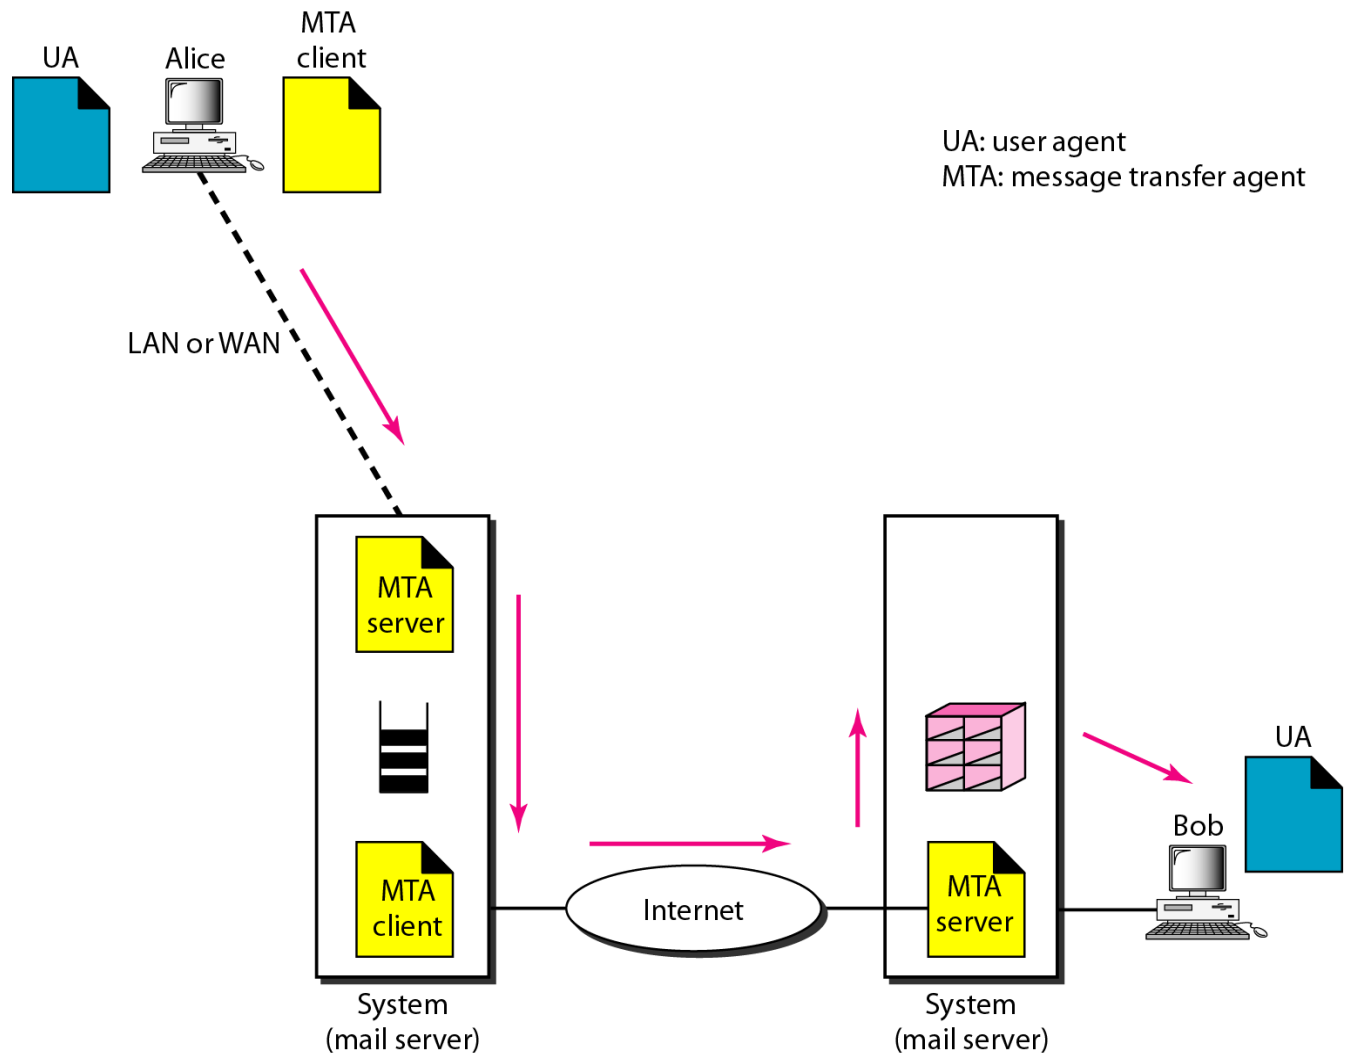 UA
Alice
MTA
client
UA: user agent
MTA: message transfer agent
LAN or WAN
MTA
server
MTA
client
Internet
MTA
server
UA
Bob
System
(mail server)
System
(mail server)